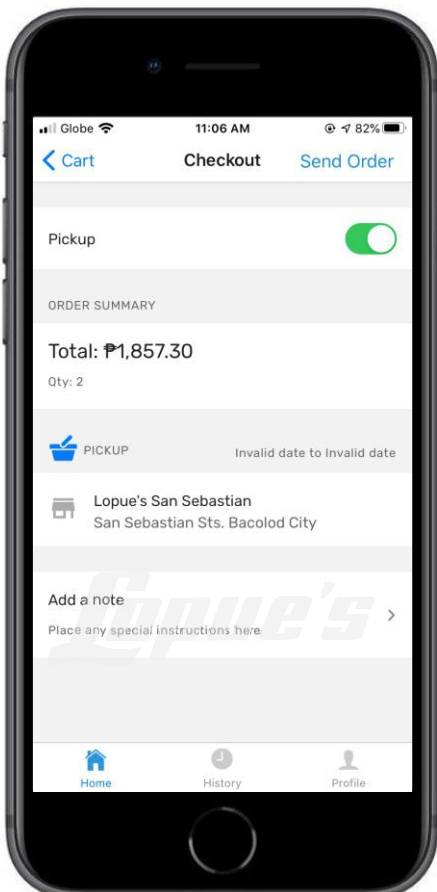 Globe 11:06 AM 82%
Cart Checkout Send Order
Pickup
ORDER SUMMARY
Total: ₱1,857.30
Qty: 2
PICKUP Invalid date to Invalid date
Lopue's San Sebastian
San Sebastian Sts. Bacolod City
Lopue's
Add a note
Place any special instructions here
Home History Profile